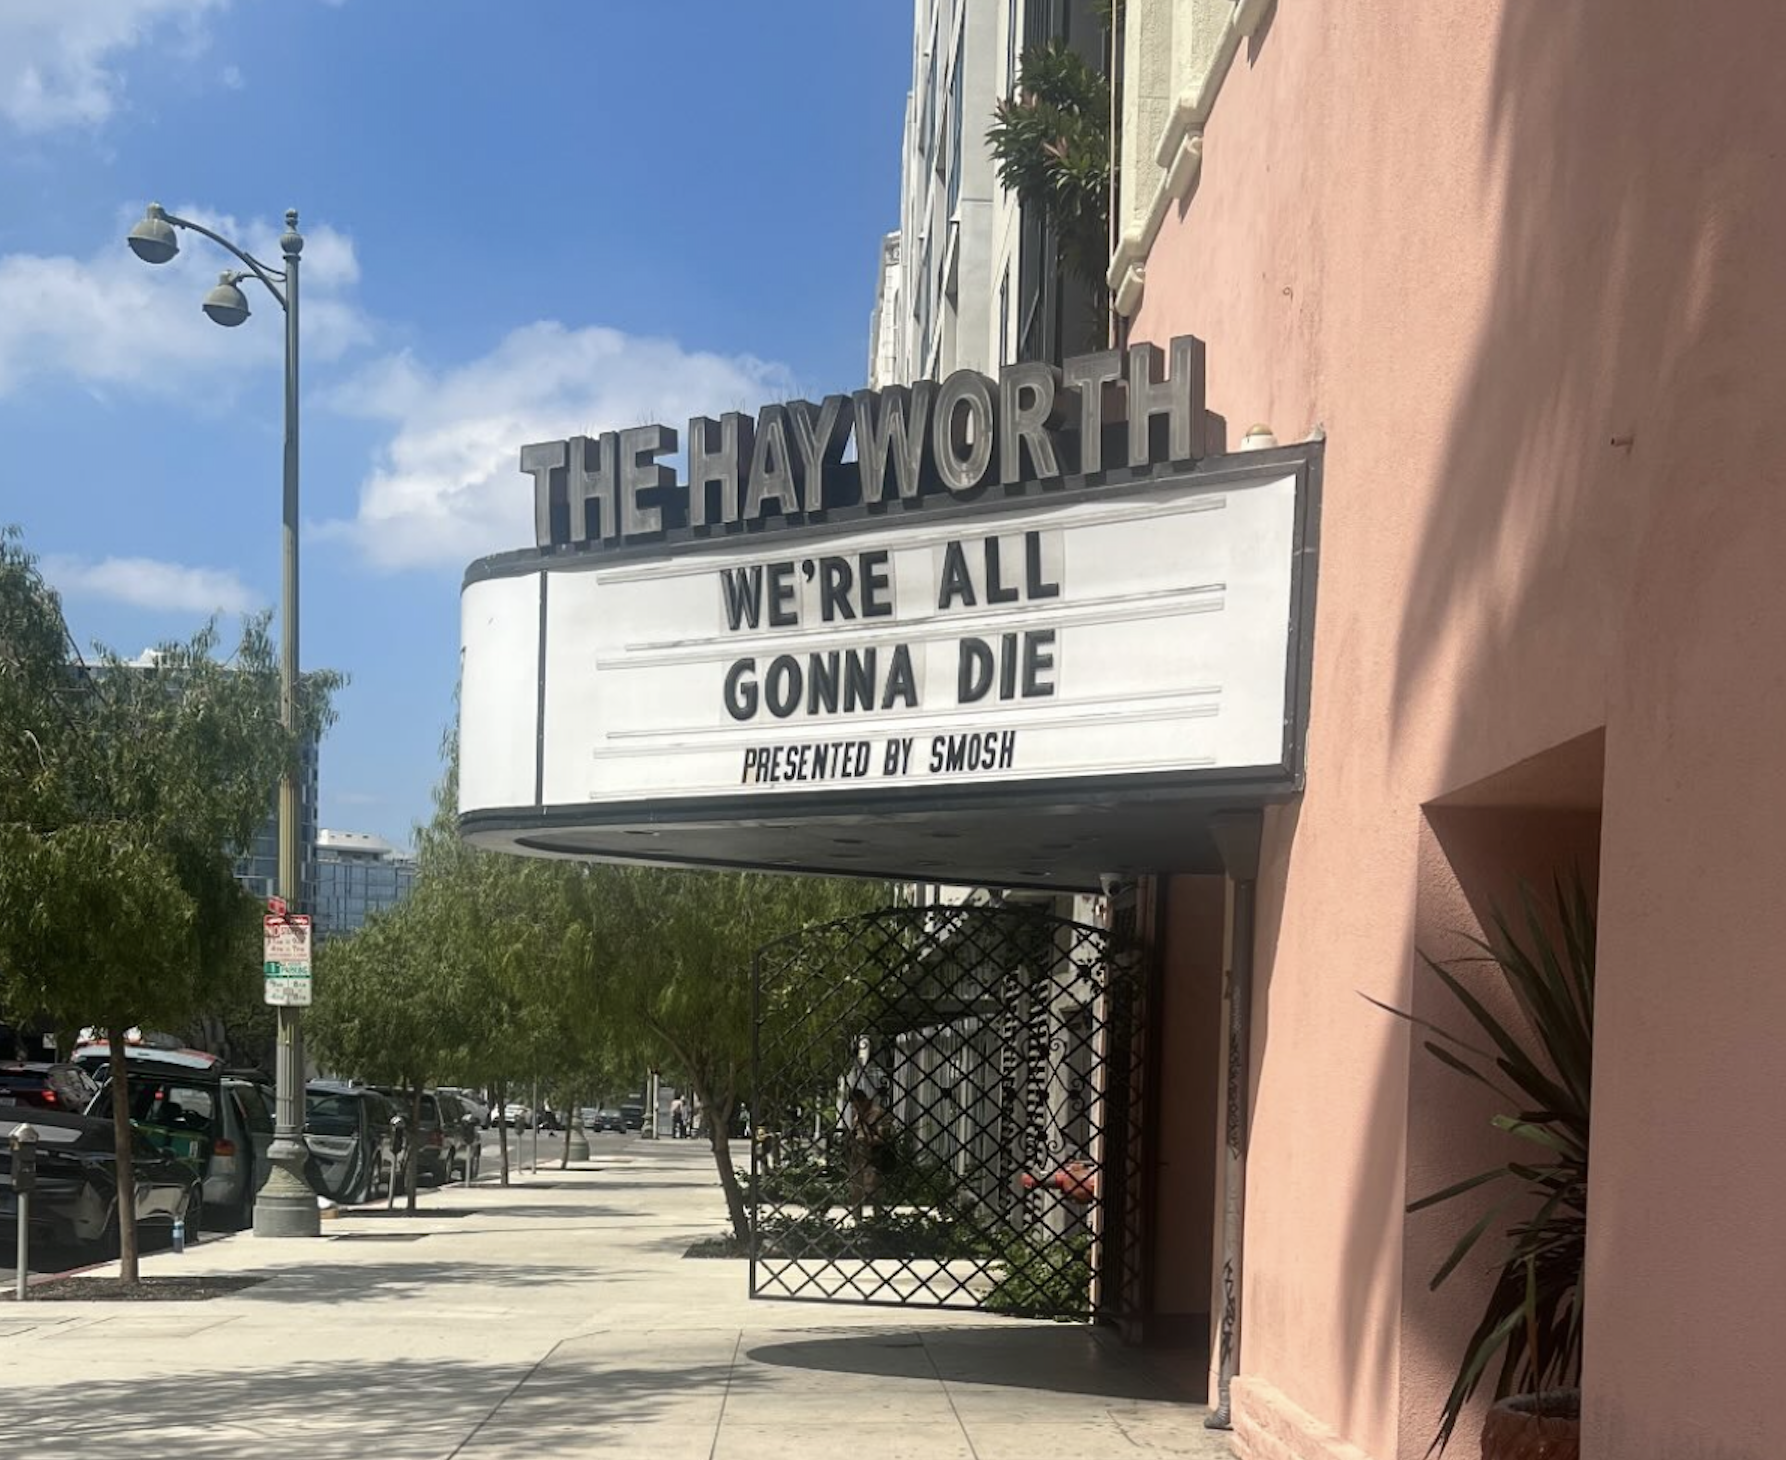 THE HAYWORTH
WE'RE ALL
GONNA DIE
PRESENTED BY SMOSH